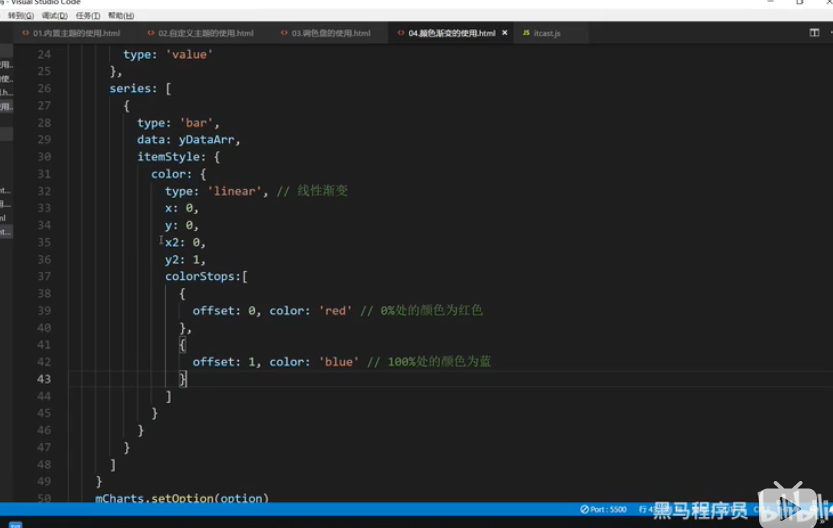 Visual Studio Code
转到(G) 调试(D) 任务(T) 帮助(H)
01.内置主题的使用.html 02.自定义主题的使用.html 03.调色盘的使用.html 04.颜色渐变的使用.html × JS itcast.js
24 type: 'value'
25 },
26 series: [
27 {
28 type: 'bar',
29 data: yDataArr,
30 itemStyle: {
31 color: {
32 type: 'linear', // 线性渐变
33 x: 0,
34 y: 0,
35 x2: 0,
36 y2: 1,
37 colorStops:[
38 {
39 offset: 0, color: 'red' // 0%处的颜色为红色
40 },
41 {
42 offset: 1, color: 'blue' // 100%处的颜色为蓝
43 }
44 ]
45 }
46 }
47 }
48 ]
49 }
50 mCharts.setOption(option)
Port : 5500
黑马程序员